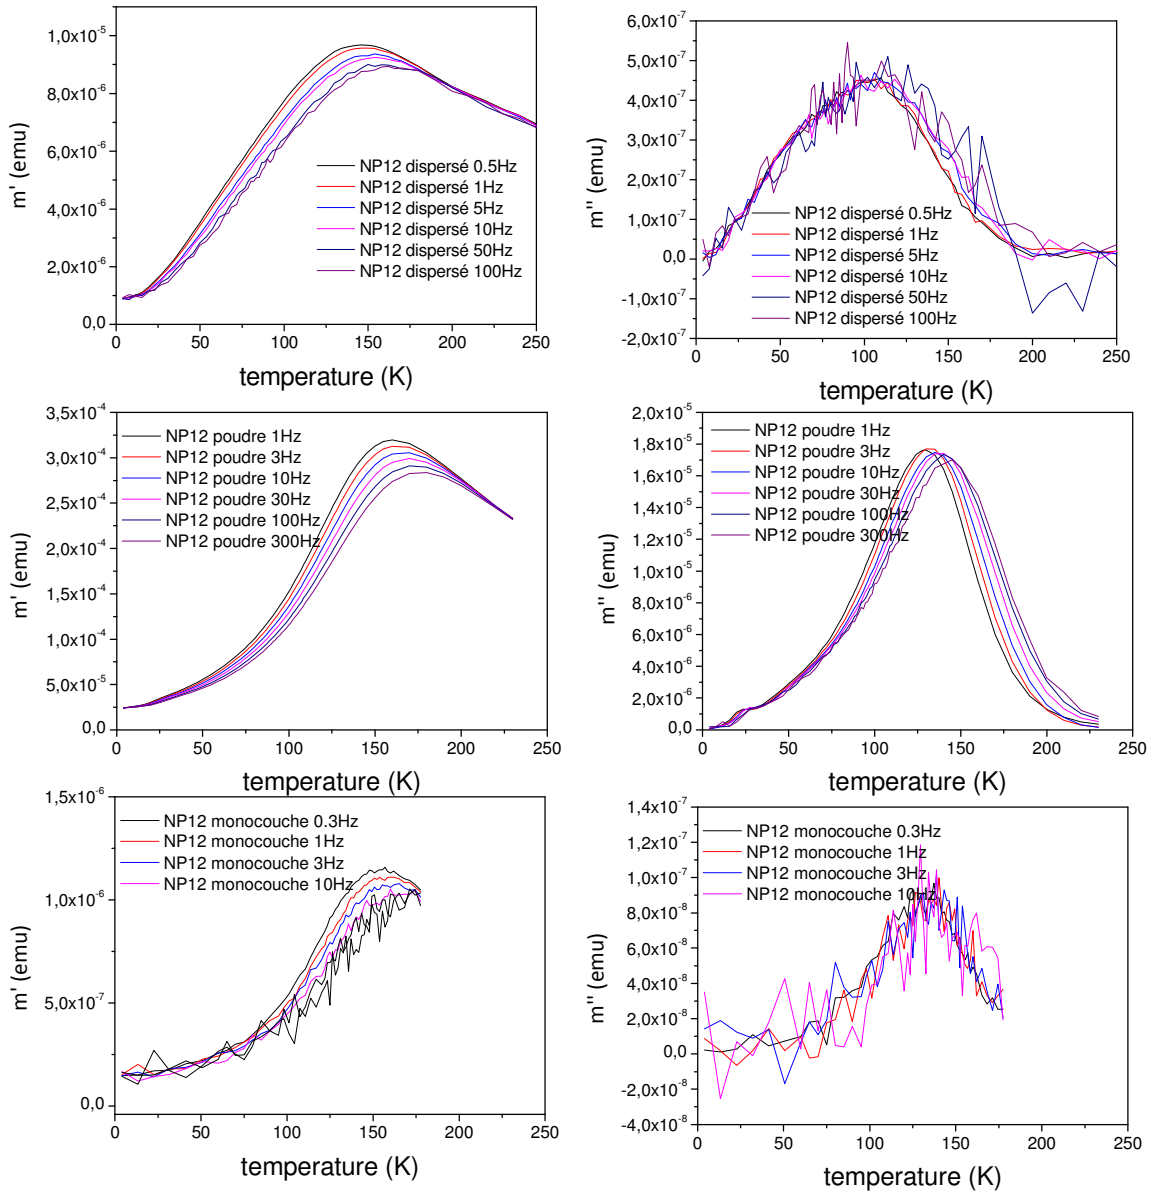 1,0x10-5
8,0x10-6
6,0x10-6
4,0x10-6
2,0x10-6
0,0
m' (emu)
NP12 dispersé 0.5Hz
NP12 dispersé 1Hz
NP12 dispersé 5Hz
NP12 dispersé 10Hz
NP12 dispersé 50Hz
NP12 dispersé 100Hz
0 50 100 150 200 250
temperature (K)
6,0x10-7
5,0x10-7
4,0x10-7
3,0x10-7
2,0x10-7
1,0x10-7
0,0
-1,0x10-7
-2,0x10-7
m'' (emu)
NP12 dispersé 0.5Hz
NP12 dispersé 1Hz
NP12 dispersé 5Hz
NP12 dispersé 10Hz
NP12 dispersé 50Hz
NP12 dispersé 100Hz
0 50 100 150 200 250
temperature (K)
3,5x10-4
3,0x10-4
2,5x10-4
2,0x10-4
1,5x10-4
1,0x10-4
5,0x10-5
0,0
m' (emu)
NP12 poudre 1Hz
NP12 poudre 3Hz
NP12 poudre 10Hz
NP12 poudre 30Hz
NP12 poudre 100Hz
NP12 poudre 300Hz
0 50 100 150 200 250
temperature (K)
2,0x10-5
1,8x10-5
1,6x10-5
1,4x10-5
1,2x10-5
1,0x10-5
8,0x10-6
6,0x10-6
4,0x10-6
2,0x10-6
0,0
m'' (emu)
NP12 poudre 1Hz
NP12 poudre 3Hz
NP12 poudre 10Hz
NP12 poudre 30Hz
NP12 poudre 100Hz
NP12 poudre 300Hz
0 50 100 150 200 250
temperature (K)
1,5x10-6
1,0x10-6
5,0x10-7
0,0
m' (emu)
NP12 monocouche 0.3Hz
NP12 monocouche 1Hz
NP12 monocouche 3Hz
NP12 monocouche 10Hz
0 50 100 150 200 250
temperature (K)
1,4x10-7
1,2x10-7
1,0x10-7
8,0x10-8
6,0x10-8
4,0x10-8
2,0x10-8
0,0
-2,0x10-8
-4,0x10-8
m'' (emu)
NP12 monocouche 0.3Hz
NP12 monocouche 1Hz
NP12 monocouche 3Hz
NP12 monocouche 10Hz
0 50 100 150 200 250
temperature (K)